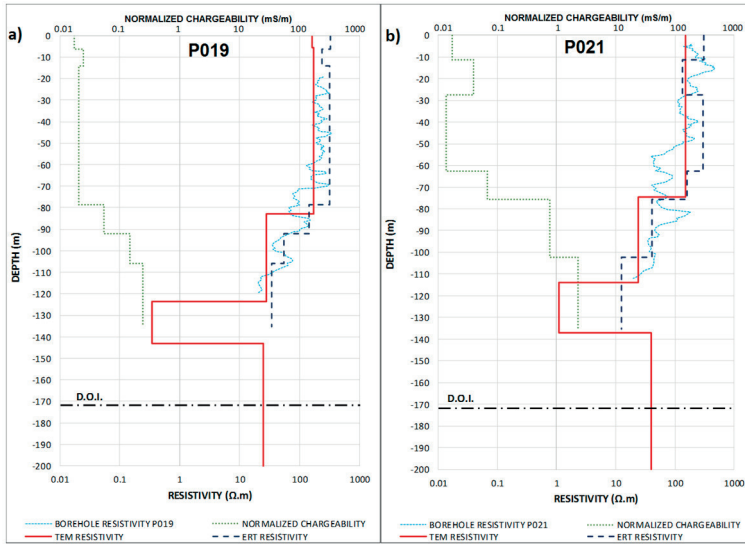 NORMALIZED CHARGEABILITY (mS/m)
0.01 0.1 1 10 100 1000
a)
P019
0
-10
-20
-30
-40
-50
-60
-70
-80
-90
-100
-110
-120
-130
-140
-150
-160
-170
-180
-190
-200
DEPTH (m)
D.O.I.
0.01 0.1 1 10 100 1000
RESISTIVITY (Ω.m)
BOREHOLE RESISTIVITY P019
NORMALIZED CHARGEABILITY
TEM RESISTIVITY
ERT RESISTIVITY
NORMALIZED CHARGEABILITY (mS/m)
0.01 0.1 1 10 100 1000
b)
P021
0
-10
-20
-30
-40
-50
-60
-70
-80
-90
-100
-110
-120
-130
-140
-150
-160
-170
-180
-190
-200
DEPTH (m)
D.O.I.
0.01 0.1 1 10 100 1000
RESISTIVITY (Ω.m)
BOREHOLE RESISTIVITY P021
NORMALIZED CHARGEABILITY
TEM RESISTIVITY
ERT RESISTIVITY